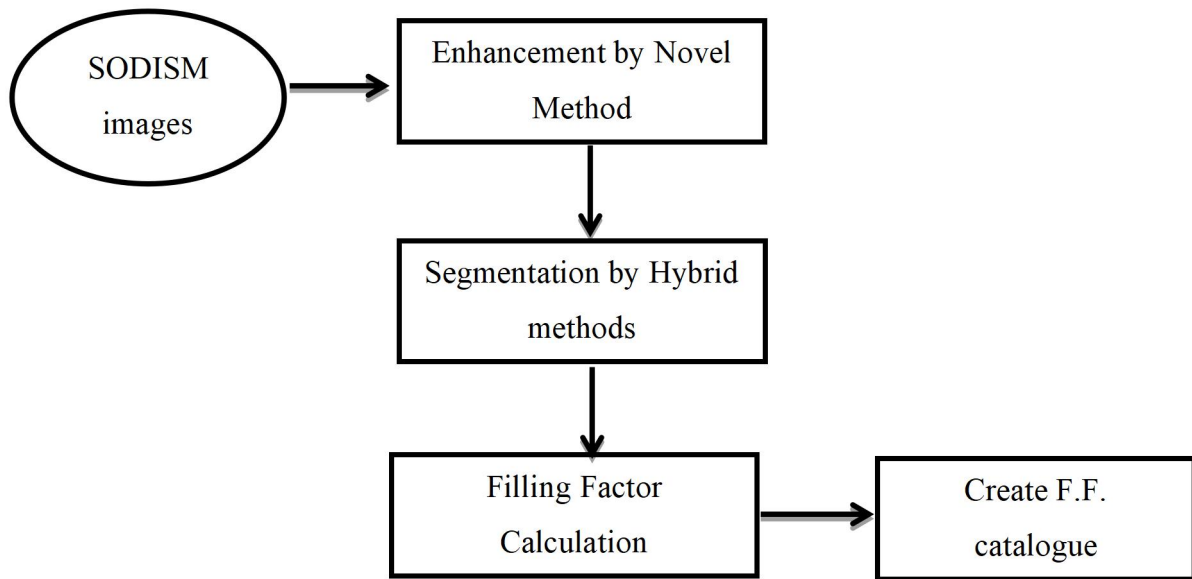 SODISM
images
Enhancement by Novel
Method
Segmentation by Hybrid
methods
Filling Factor
Calculation
Create F.F.
catalogue